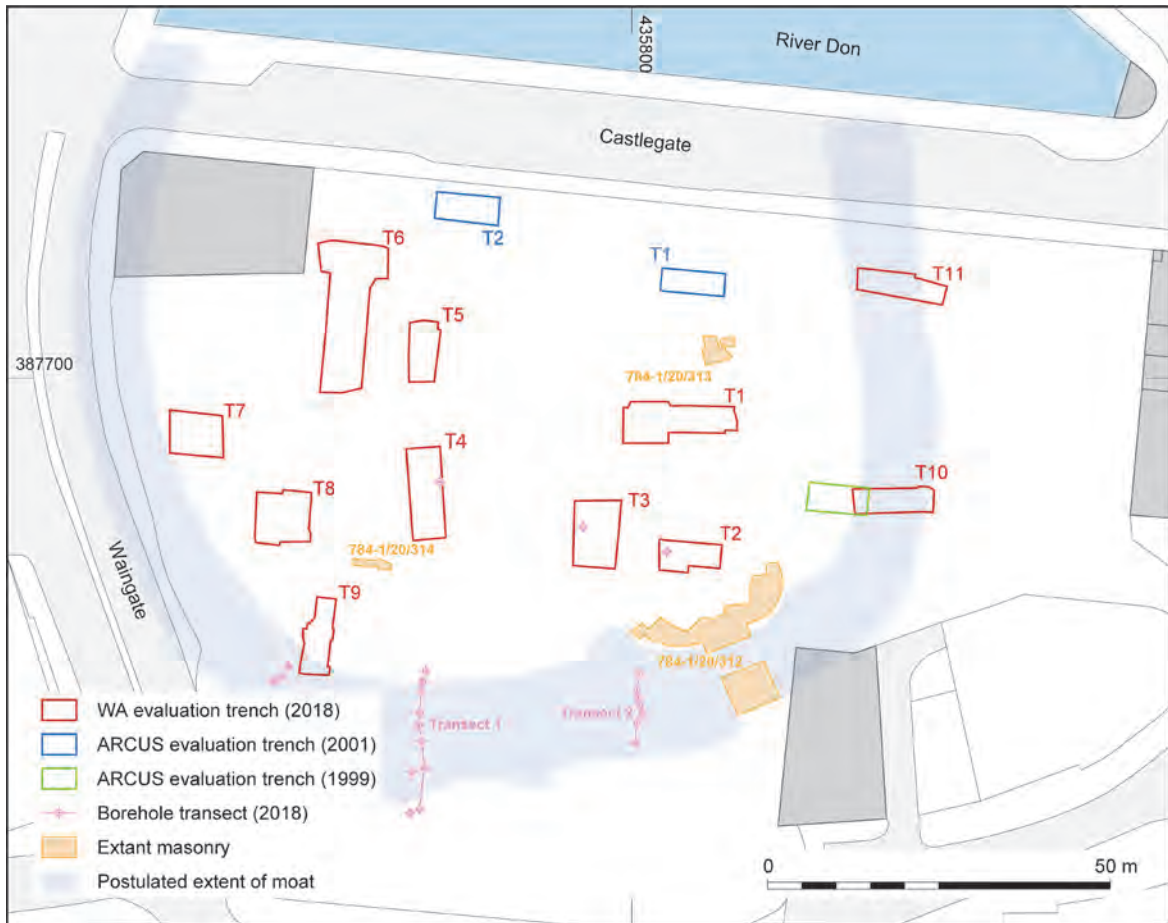 435800
River Don
Castlegate
T6
T2
T1
T11
T5
387700
784-1/20/313
T7
T1
T4
T10
T8
T3
784-1/20/314
T2
Waingate
T9
784-1/20/312
Transect 1
Transect 2
WA evaluation trench (2018)
ARCUS evaluation trench (2001)
ARCUS evaluation trench (1999)
Borehole transect (2018)
Extant masonry
Postulated extent of moat
0
50 m